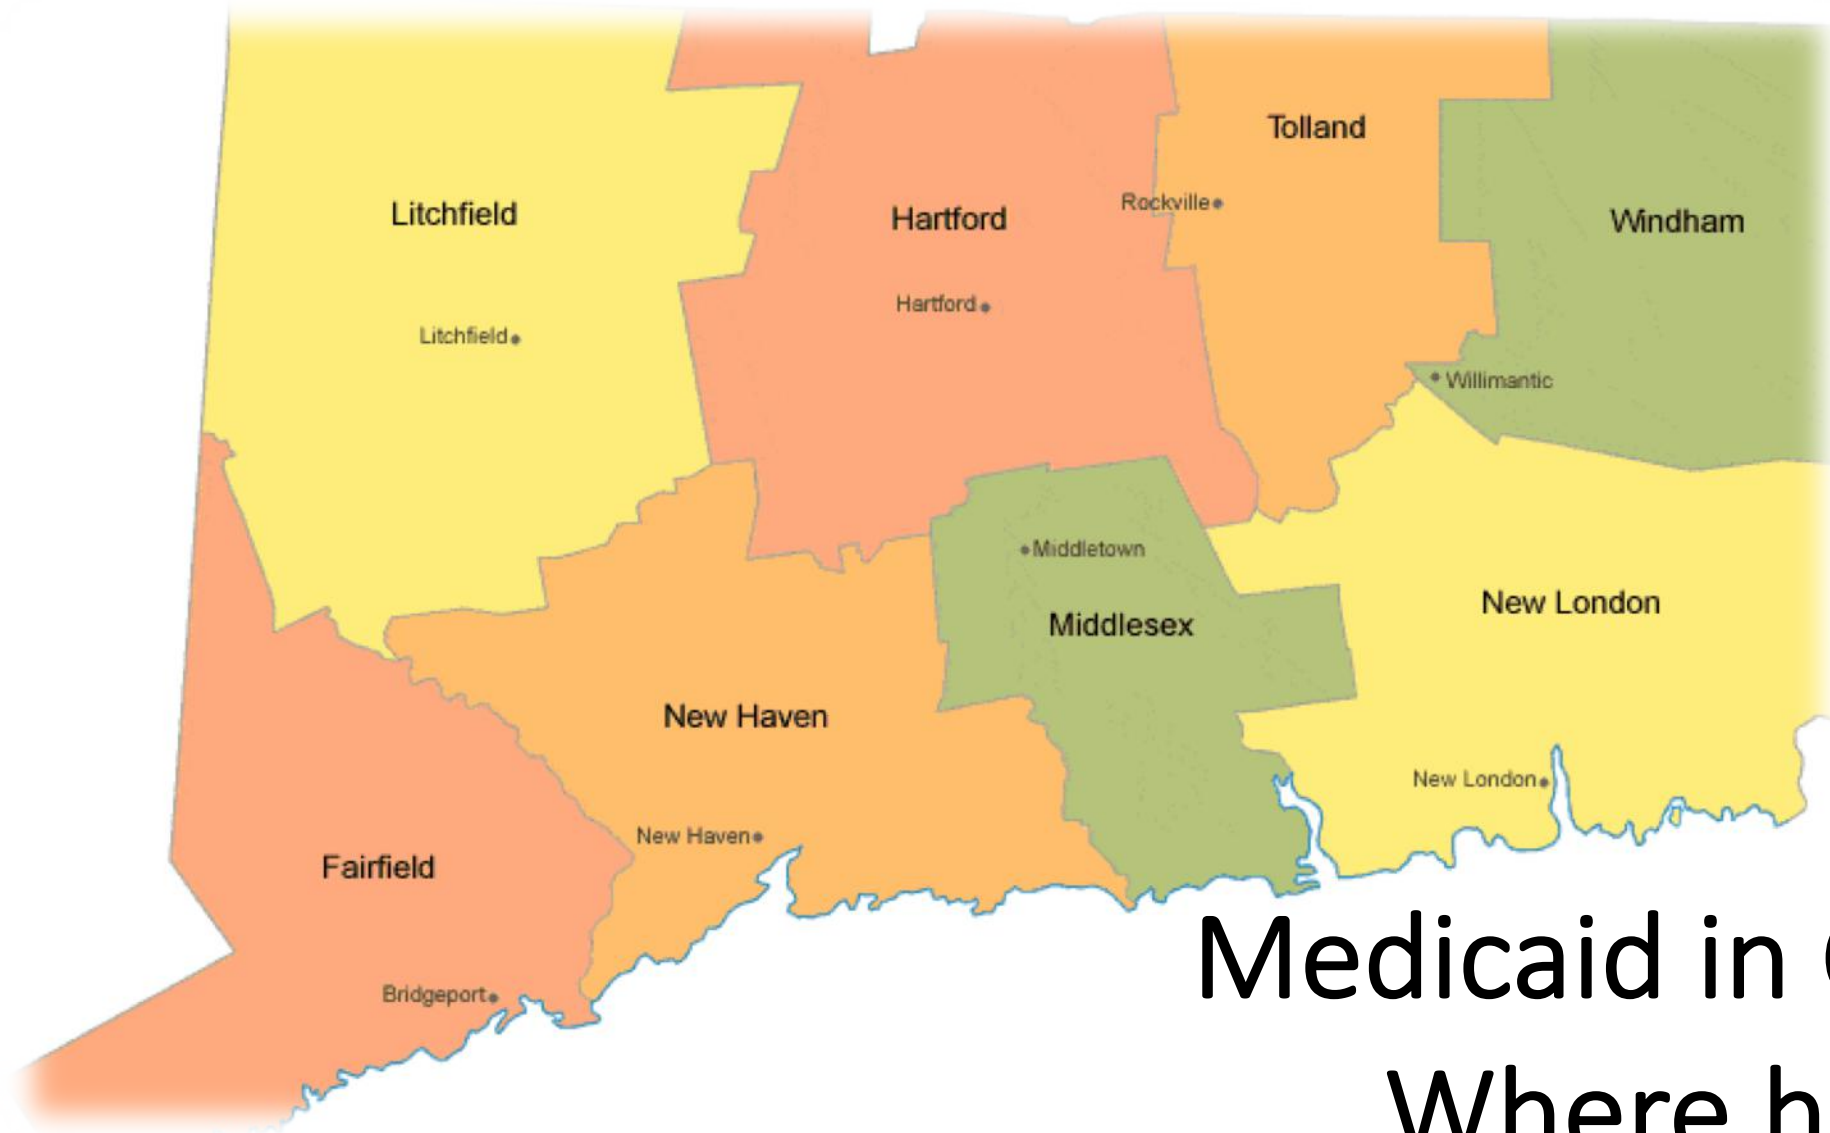 Tolland
Rockville
Litchfield
Hartford
Windham
Hartford
Litchfield
Willimantic
Middletown
New London
Middlesex
New Haven
New London
New Haven
Fairfield
Bridgeport
Medicaid in
Where h